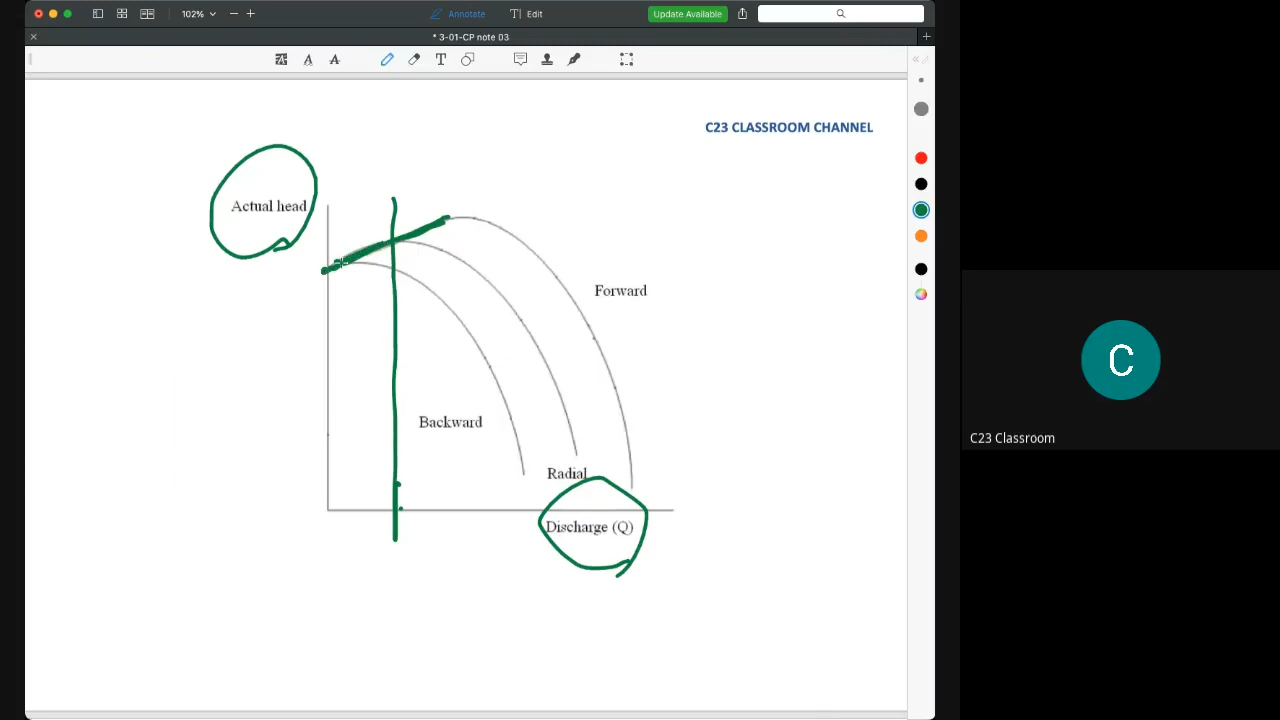 102%
Annotate
T| Edit
Update Available
* 3-01-CP note 03
C23 CLASSROOM CHANNEL
Actual head
Forward
Backward
Radial
Discharge (Q)
C
C23 Classroom